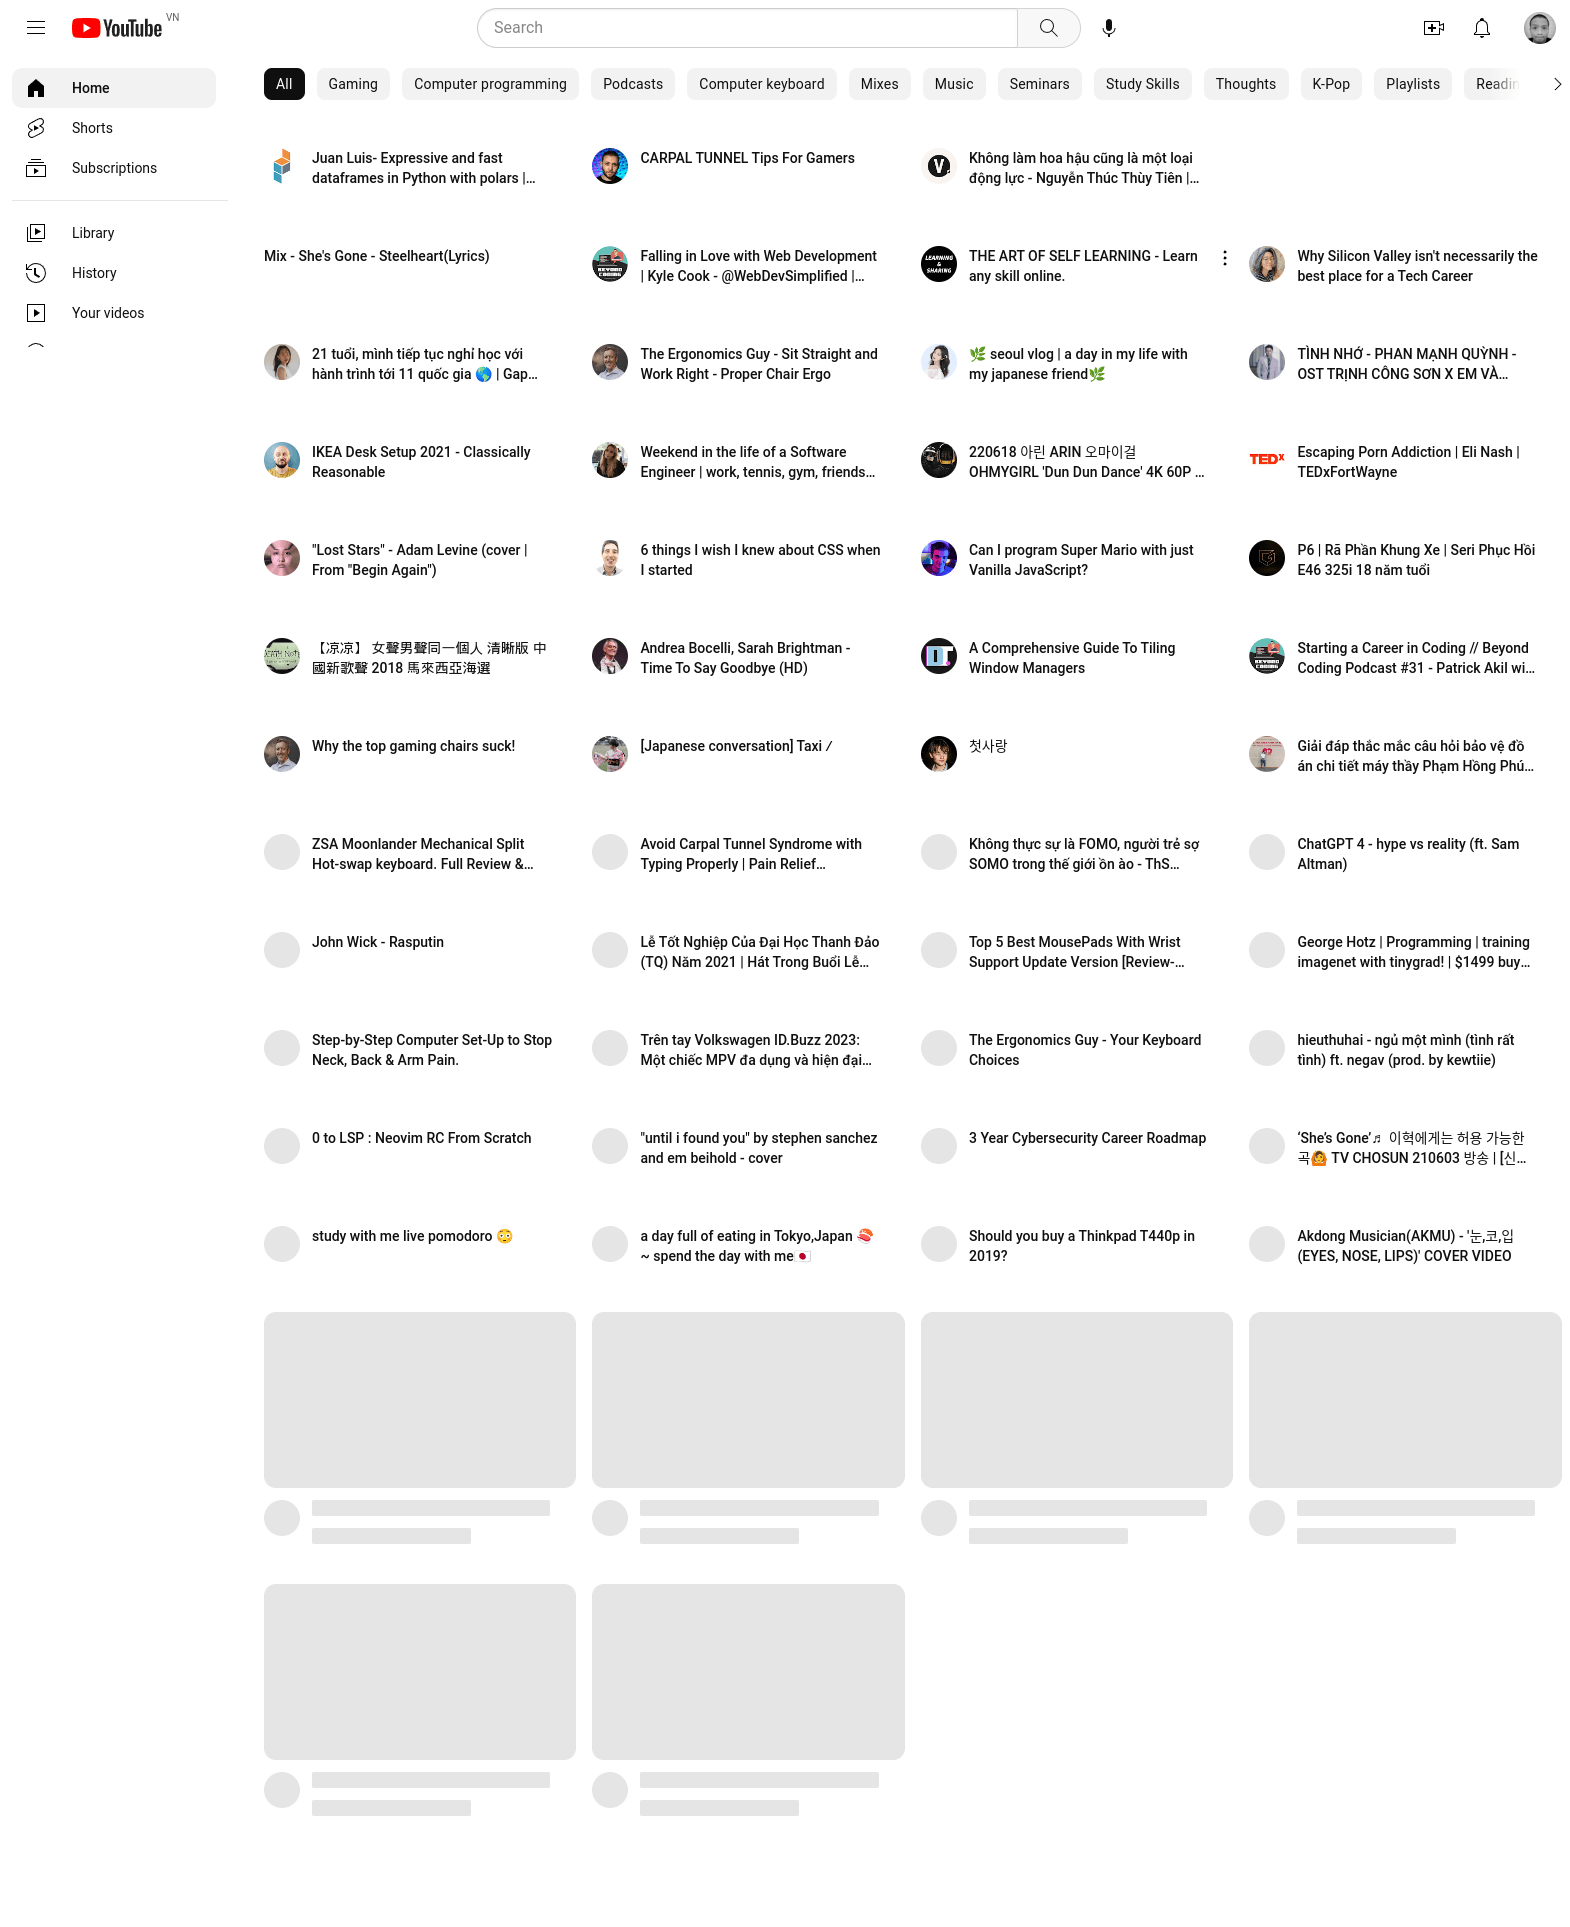 YouTube VN
Search
Home
Shorts
Subscriptions
Library
History
Your videos
All Gaming Computer programming Podcasts Computer keyboard Mixes Music Seminars Study Skills Thoughts K-Pop Playlists
Juan Luis- Expressive and fast
dataframes in Python with polars |...
CARPAL TUNNEL Tips For Gamers
Không làm hoa hậu cũng là một loại
động lực - Nguyễn Thúc Thùy Tiên |...
Mix - She's Gone - Steelheart(Lyrics)
Falling in Love with Web Development
| Kyle Cook - @WebDevSimplified |...
THE ART OF SELF LEARNING - Learn
any skill online.
Why Silicon Valley isn't necessarily the
best place for a Tech Career
21 tuổi, mình tiếp tục nghỉ học với
hành trình tới 11 quốc gia 🌎 | Gap...
The Ergonomics Guy - Sit Straight and
Work Right - Proper Chair Ergo
🌿 seoul vlog | a day in my life with
my japanese friend🌿
TÌNH NHỚ - PHAN MẠNH QUỲNH -
OST TRỊNH CÔNG SƠN X EM VÀ...
IKEA Desk Setup 2021 - Classically
Reasonable
Weekend in the life of a Software
Engineer | work, tennis, gym, friends...
220618 아린 ARIN 오마이걸
OHMYGIRL 'Dun Dun Dance' 4K 60P ...
TEDx
Escaping Porn Addiction | Eli Nash |
TEDxFortWayne
"Lost Stars" - Adam Levine (cover |
From "Begin Again")
6 things I wish I knew about CSS when
I started
Can I program Super Mario with just
Vanilla JavaScript?
P6 | Rã Phần Khung Xe | Seri Phục Hồi
E46 325i 18 năm tuổi
【凉凉】 女聲男聲同一個人 清晰版 中
國新歌聲 2018 馬來西亞海選
Andrea Bocelli, Sarah Brightman -
Time To Say Goodbye (HD)
A Comprehensive Guide To Tiling
Window Managers
Starting a Career in Coding // Beyond
Coding Podcast #31 - Patrick Akil wi...
Why the top gaming chairs suck!
[Japanese conversation] Taxi ⁄
첫사랑
Giải đáp thắc mắc câu hỏi bảo vệ đồ
án chi tiết máy thầy Phạm Hồng Phú...
ZSA Moonlander Mechanical Split
Hot-swap keyboard. Full Review &...
Avoid Carpal Tunnel Syndrome with
Typing Properly | Pain Relief...
Không thực sự là FOMO, người trẻ sợ
SOMO trong thế giới ồn ào - ThS...
ChatGPT 4 - hype vs reality (ft. Sam
Altman)
John Wick - Rasputin
Lễ Tốt Nghiệp Của Đại Học Thanh Đảo
(TQ) Năm 2021 | Hát Trong Buổi Lễ...
Top 5 Best MousePads With Wrist
Support Update Version [Review-...
George Hotz | Programming | training
imagenet with tinygrad! | $1499 buy...
Step-by-Step Computer Set-Up to Stop
Neck, Back & Arm Pain.
Trên tay Volkswagen ID.Buzz 2023:
Một chiếc MPV đa dụng và hiện đại...
The Ergonomics Guy - Your Keyboard
Choices
hieuthuhai - ngủ một mình (tình rất
tình) ft. negav (prod. by kewtiie)
0 to LSP : Neovim RC From Scratch
"until i found you" by stephen sanchez
and em beihold - cover
3 Year Cybersecurity Career Roadmap
‘She’s Gone’♬ 이혁에게는 허용 가능한
곡🙆 TV CHOSUN 210603 방송 | [신...
study with me live pomodoro 😳
a day full of eating in Tokyo,Japan 🍣
~ spend the day with me🇯🇵
Should you buy a Thinkpad T440p in
2019?
Akdong Musician(AKMU) - '눈,코,입
(EYES, NOSE, LIPS)' COVER VIDEO